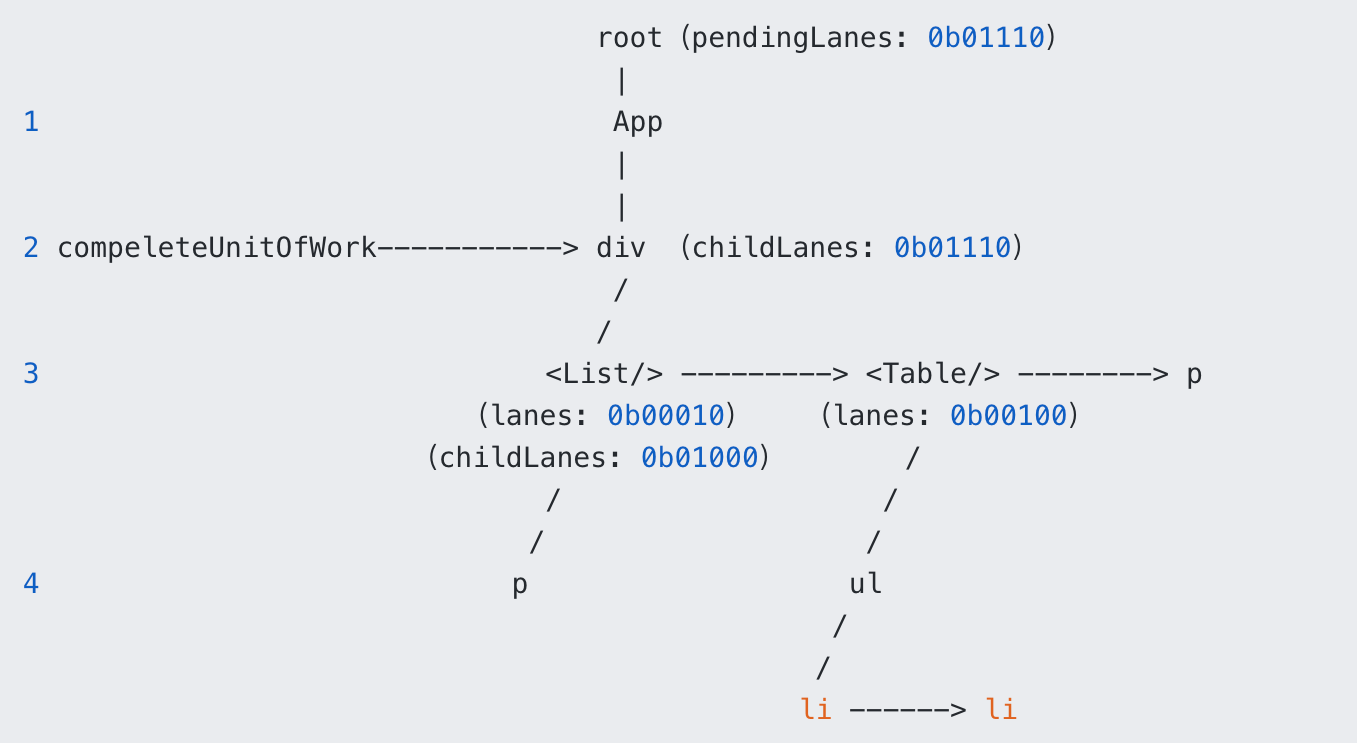 root (pendingLanes: 0b01110)
|
1 App
|
|
2 compeleteUnitOfWork-----------> div (childLanes: 0b01110)
/
/
3 <List/> ---------> <Table/> --------> p
(lanes: 0b00010) (lanes: 0b00100)
(childLanes: 0b01000) /
/ /
/ /
4 p ul
/
/
li ------> li